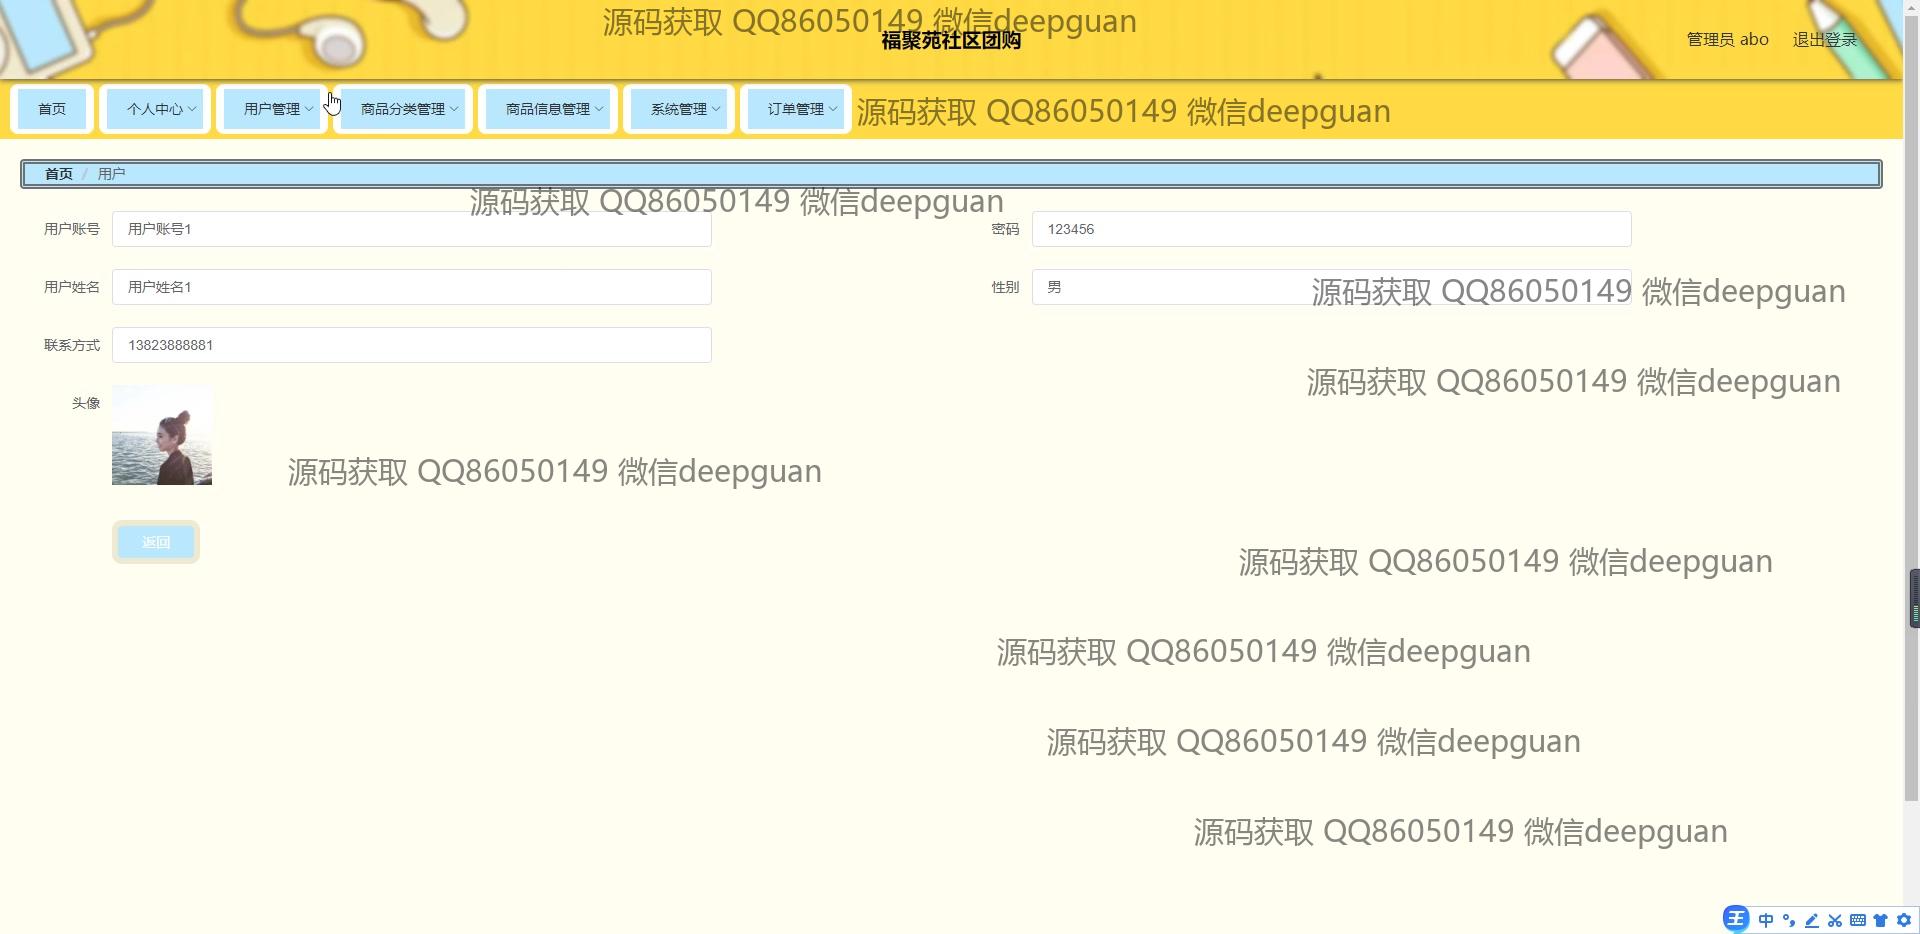 源码获取 QQ86050149 微信deepguan
福聚苑社区团购
管理员 abo 退出登录
首页 个人中心 用户管理 商品分类管理 商品信息管理 系统管理 订单管理 源码获取 QQ86050149 微信deepguan
首页 / 用户
源码获取 QQ86050149 微信deepguan
用户账号 用户账号1 密码 123456
用户姓名 用户姓名1 性别 男 源码获取 QQ86050149 微信deepguan
联系方式 13823888881
源码获取 QQ86050149 微信deepguan
头像
源码获取 QQ86050149 微信deepguan
返回
源码获取 QQ86050149 微信deepguan
源码获取 QQ86050149 微信deepguan
源码获取 QQ86050149 微信deepguan
源码获取 QQ86050149 微信deepguan
王 中